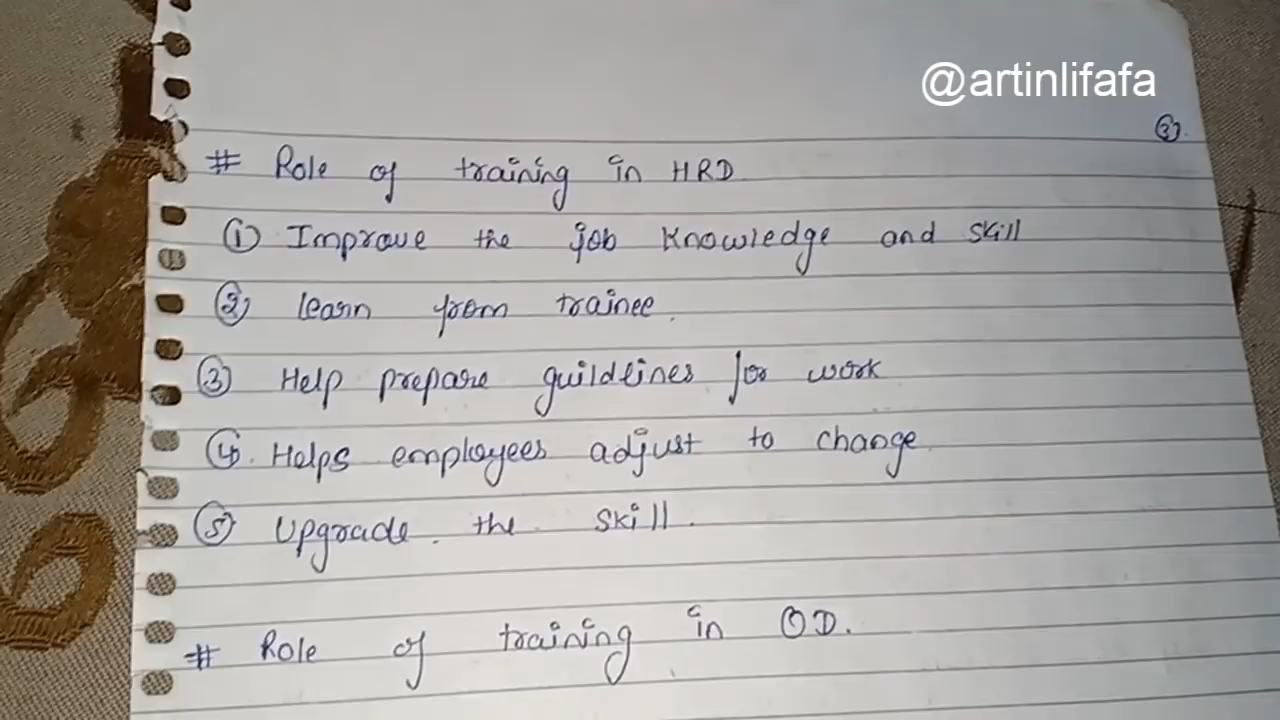 @artinlifafa
(3).
# Role of training in HRD
(1) Improve the job knowledge and skill
(2) learn from trainee.
(3) Help prepare guildlines for work
(4). Helps employees adjust to change
(5) Upgrade. the skill.
# Role of training in OD.